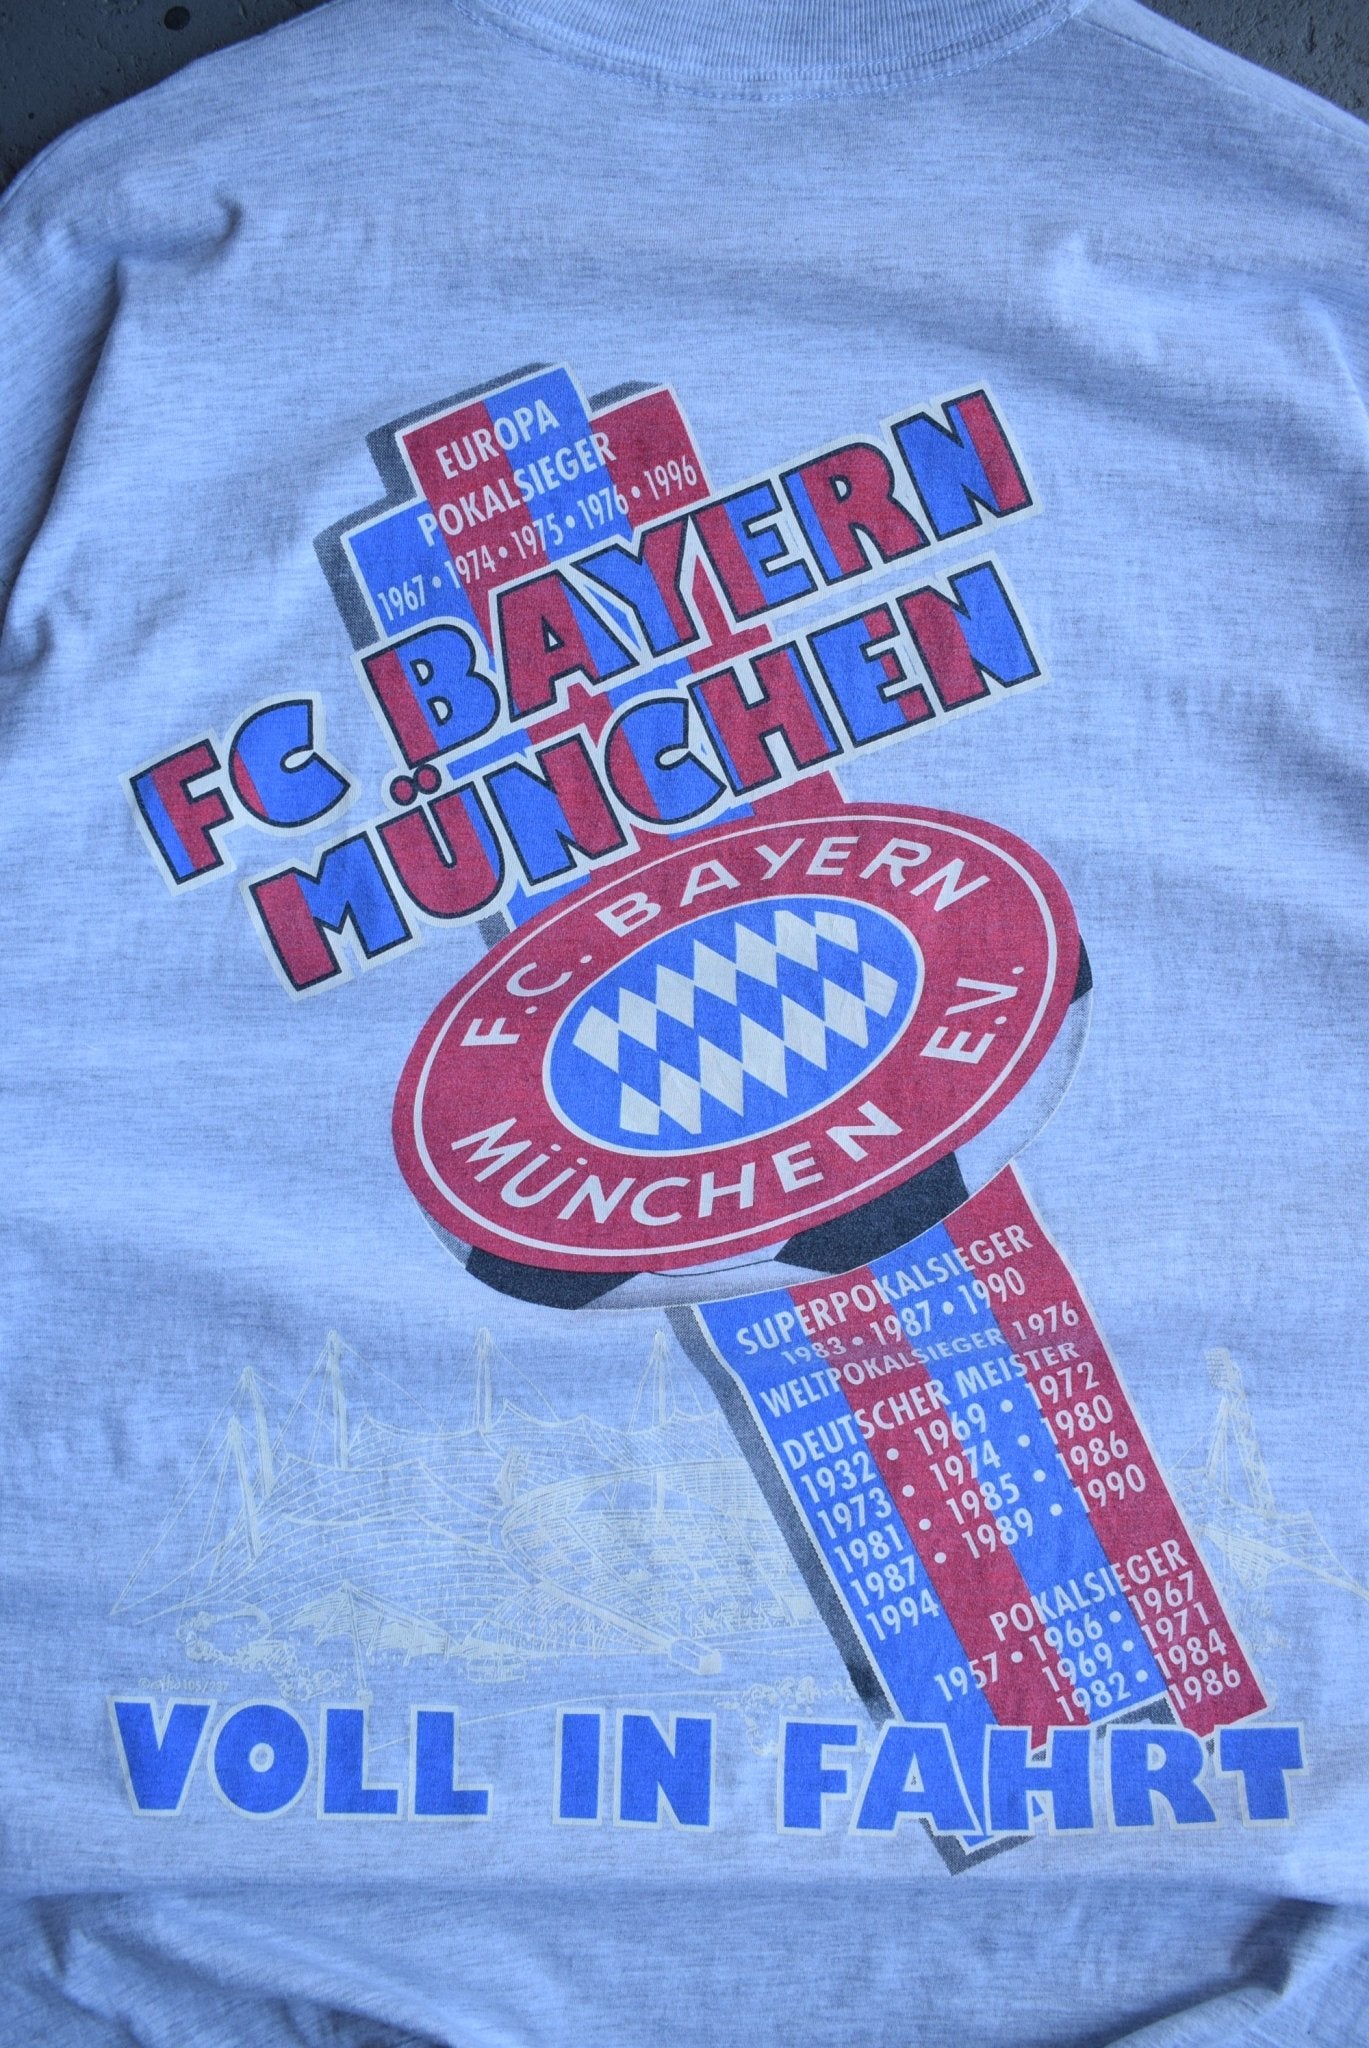 EUROPA
POKALSIEGER
1967 • 1974 • 1975 • 1976 • 1996
FC BAYERN
MÜNCHEN
F.C. BAYERN
MÜNCHEN E.V.
SUPERPOKALSIEGER
1983 • 1987 • 1990
WELTPOKALSIEGER 1976
DEUTSCHER MEISTER
1932 • 1969 • 1972
1973 • 1974 • 1980
1981 • 1985 • 1986
1987 • 1989 • 1990
1994
POKALSIEGER
1957 • 1966 • 1967
1969 • 1971
1982 • 1984
1986
VOLL IN FAHRT